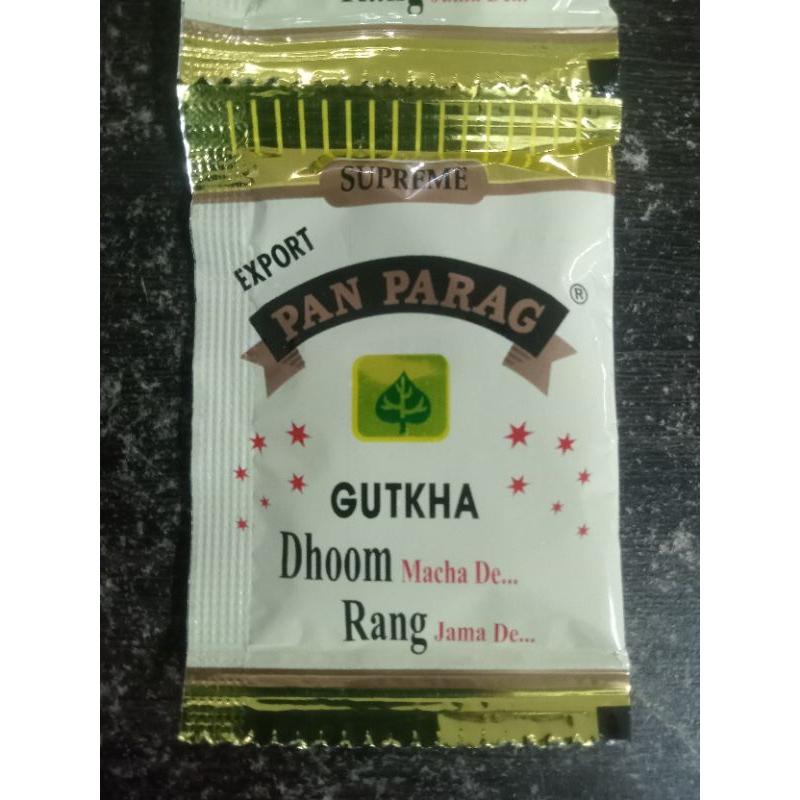 SUPREME
EXPORT
PAN PARAG ®
GUTKHA
Dhoom Macha De...
Rang Jama De...